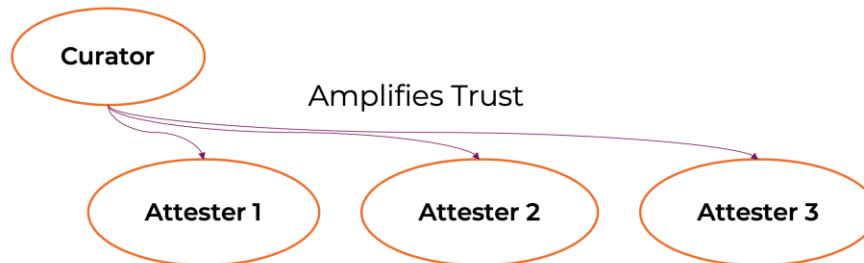 Curator
Amplifies Trust
Attester 1
Attester 2
Attester 3